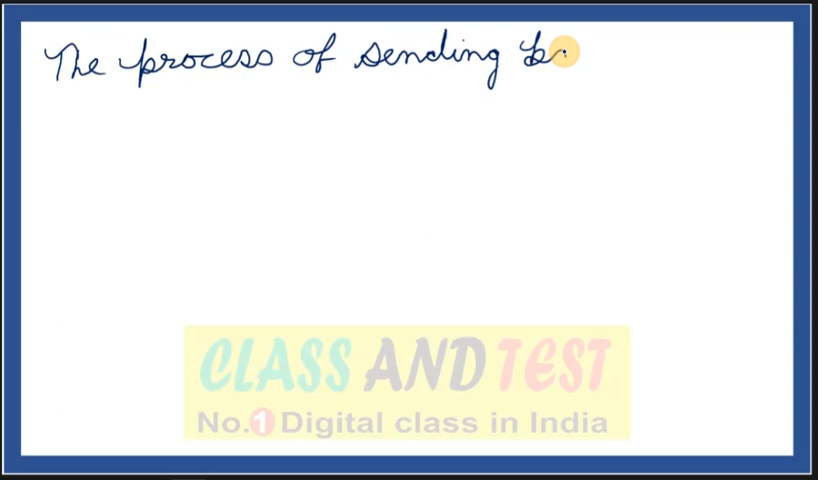 The process of sending
CLASS AND TEST
No.1 Digital class in India